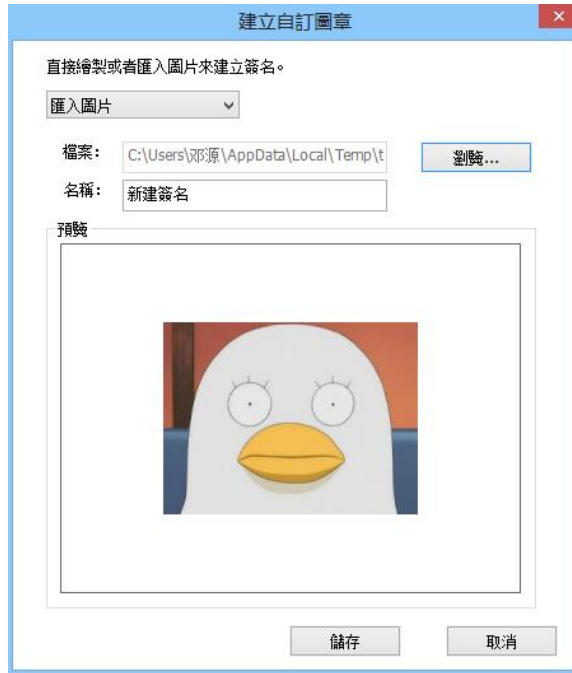 建立自訂圖章
直接繪製或者匯入圖片來建立簽名。
匯入圖片
檔案： C:\Users\邓源\AppData\Local\Temp\t 瀏覽...
名稱： 新建簽名
預覽
儲存 取消